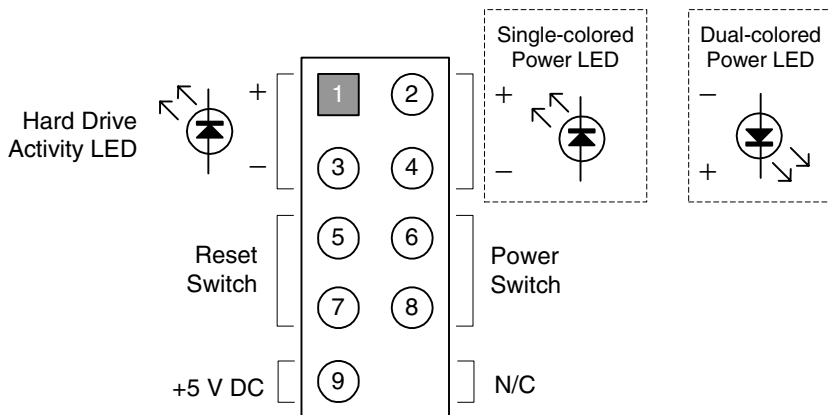 Single-colored
Power LED
Dual-colored
Power LED
Hard Drive
Activity LED
+
−
1
2
3
4
+
−
−
+
Reset
Switch
5
6
7
8
Power
Switch
+5 V DC
9
N/C